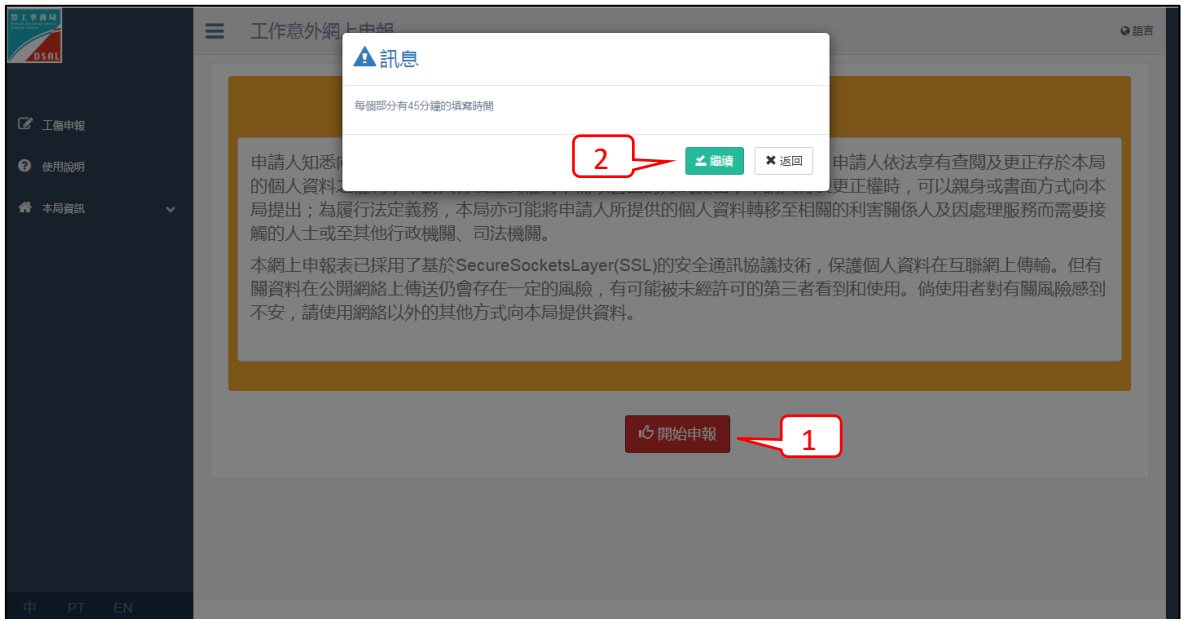 勞工事務局
DSAL
工傷申報
使用說明
本局資訊
中 PT EN
工作意外網上申報
語言
訊息
每個部分有45分鐘的填寫時間
2
繼續
返回
申請人知悉
申請人依法享有查閱及更正存於本局
的個人資料
更正權時，可以親身或書面方式向本
局提出；為履行法定義務，本局亦可能將申請人所提供的個人資料轉移至相關的利害關係人及因處理服務而需要接
觸的人士或至其他行政機關、司法機關。
本網上申報表已採用了基於SecureSocketsLayer(SSL)的安全通訊協議技術，保護個人資料在互聯網上傳輸。但有
關資料在公開網絡上傳送仍會存在一定的風險，有可能被未經許可的第三者看到和使用。倘使用者對有關風險感到
不安，請使用網絡以外的其他方式向本局提供資料。
開始申報
1